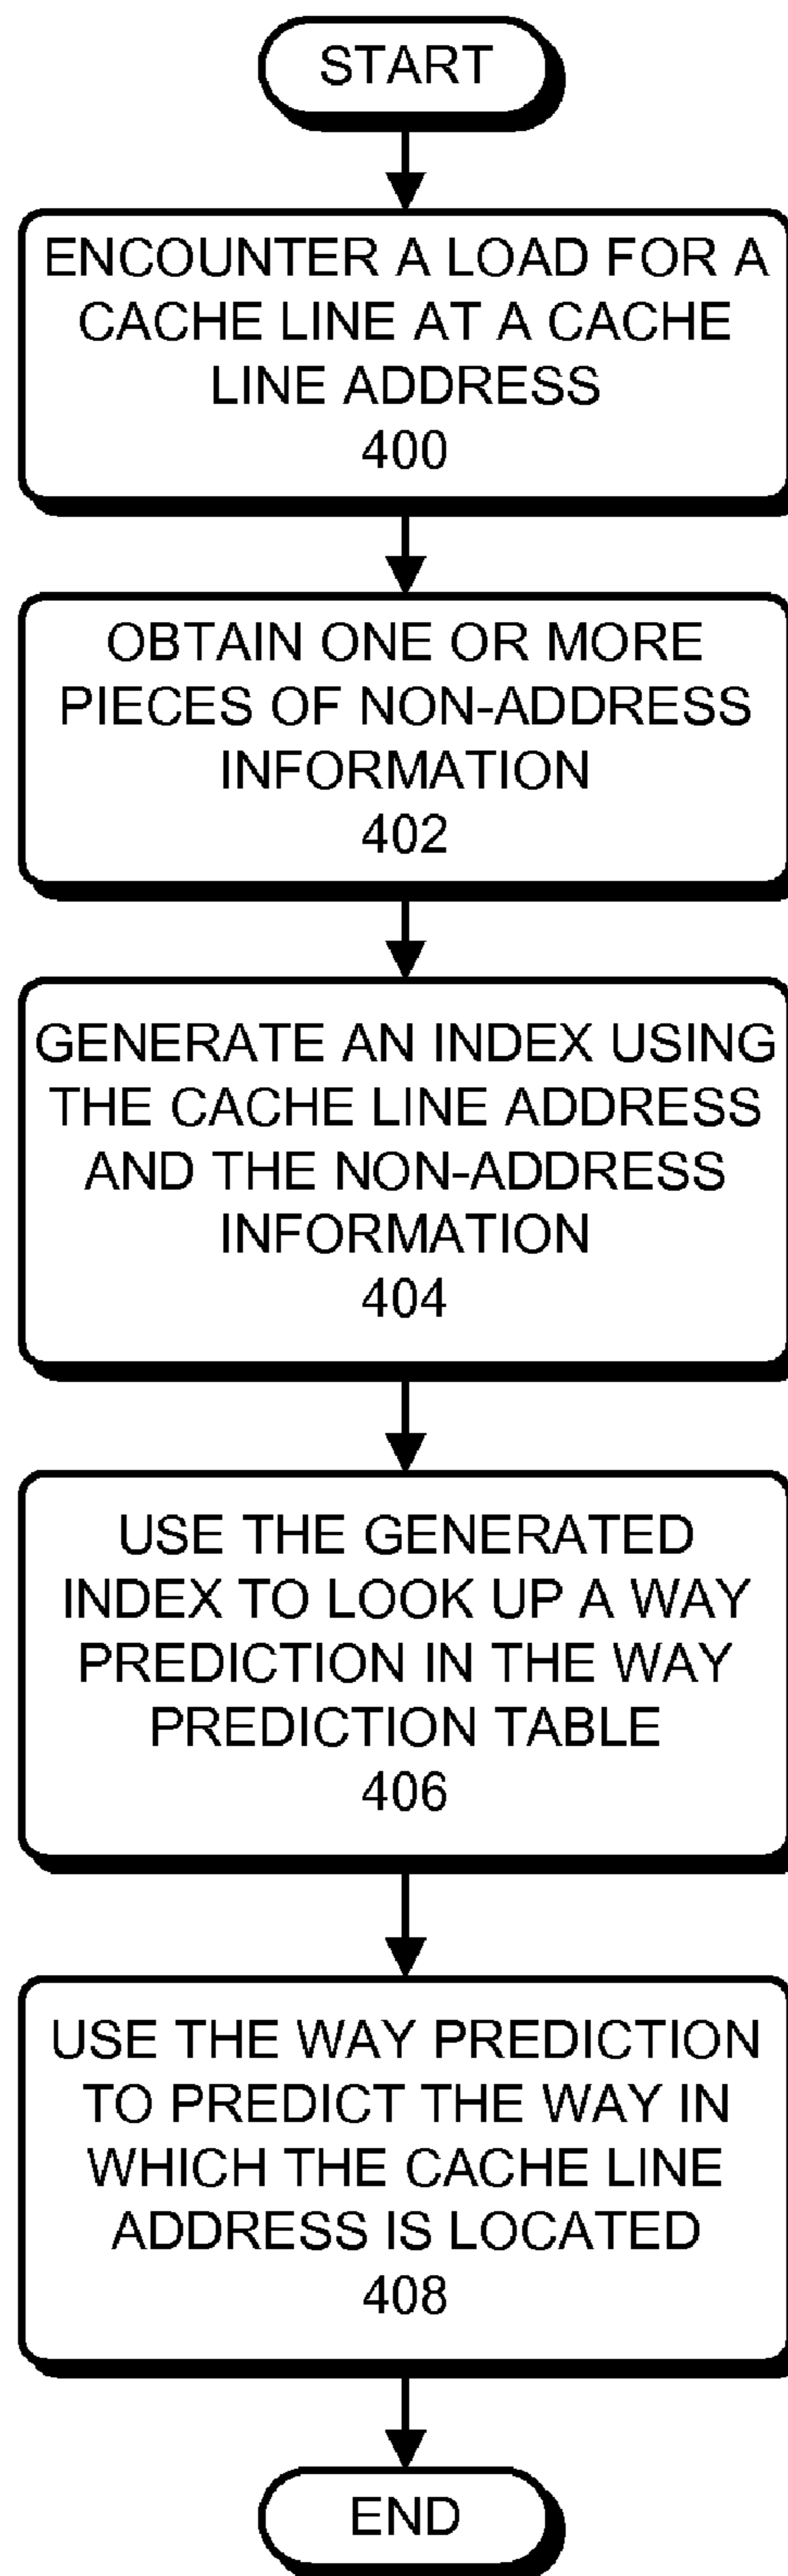 START
ENCOUNTER A LOAD FOR A
CACHE LINE AT A CACHE
LINE ADDRESS
400
OBTAIN ONE OR MORE
PIECES OF NON-ADDRESS
INFORMATION
402
GENERATE AN INDEX USING
THE CACHE LINE ADDRESS
AND THE NON-ADDRESS
INFORMATION
404
USE THE GENERATED
INDEX TO LOOK UP A WAY
PREDICTION IN THE WAY
PREDICTION TABLE
406
USE THE WAY PREDICTION
TO PREDICT THE WAY IN
WHICH THE CACHE LINE
ADDRESS IS LOCATED
408
END